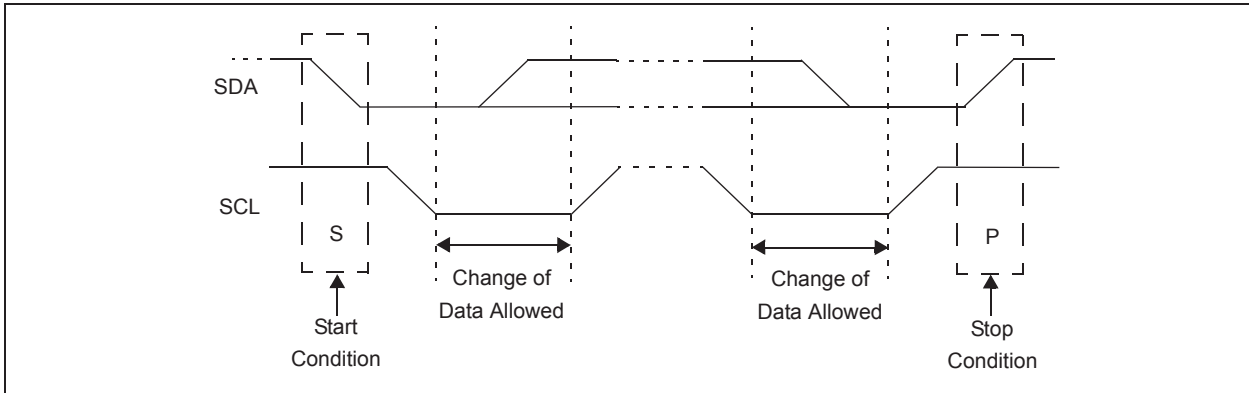 SDA
SCL
S
P
Change of
Data Allowed
Change of
Data Allowed
Start
Condition
Stop
Condition